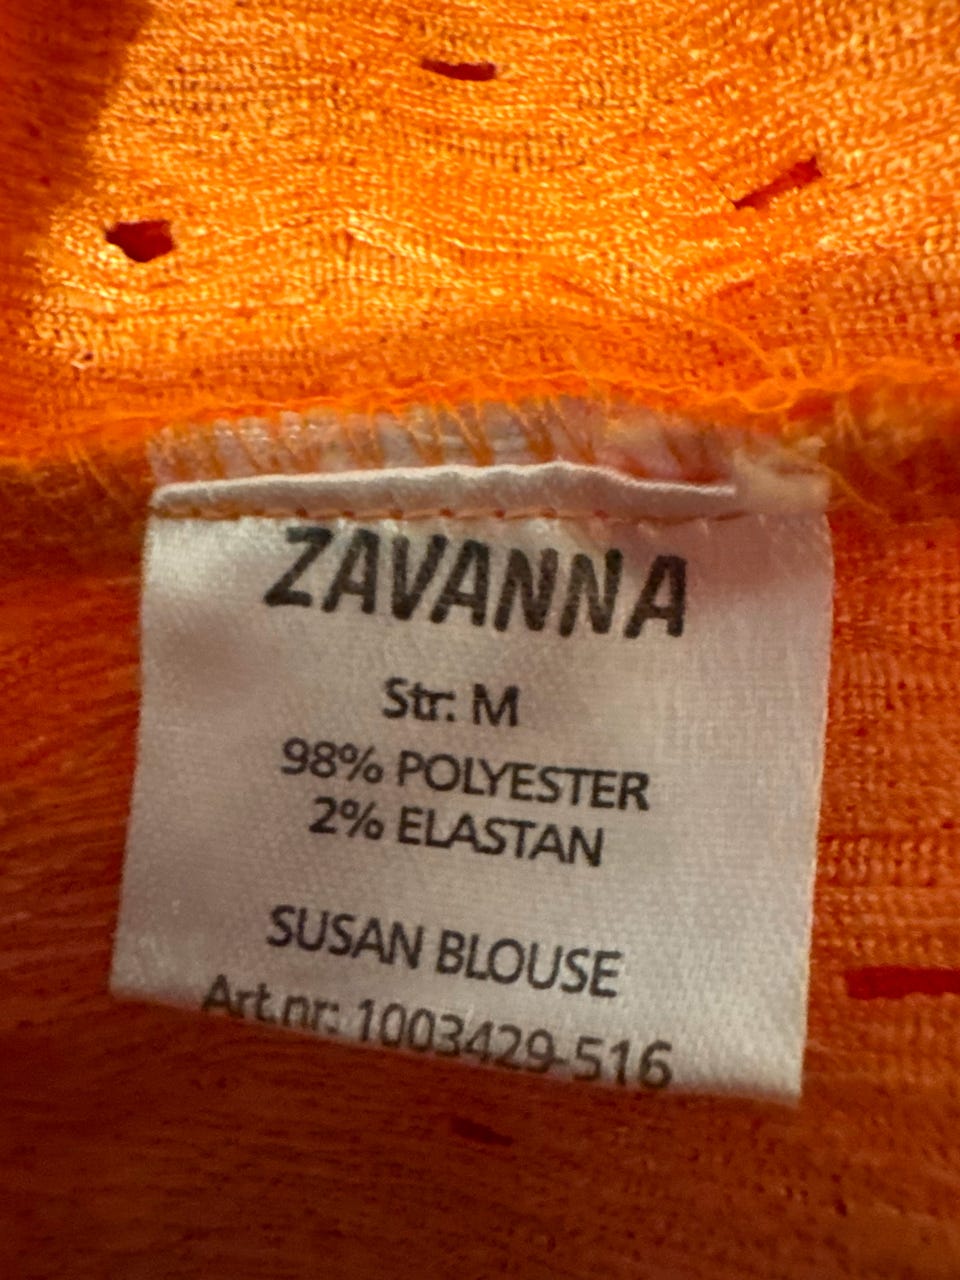 ZAVANNA
Str: M
98% POLYESTER
2% ELASTAN
SUSAN BLOUSE
Art.nr: 1003429-516